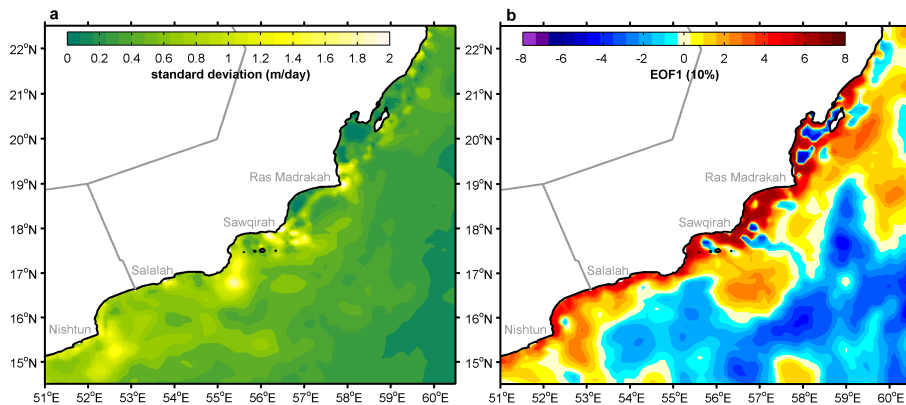 a
b
0 0.2 0.4 0.6 0.8 1 1.2 1.4 1.6 1.8 2
standard deviation (m/day)
-8 -6 -4 -2 0 2 4 6 8
EOF1 (10%)
22°N
21°N
20°N
19°N
18°N
17°N
16°N
15°N
Ras Madrakah
Sawqirah
Salalah
Nishtun
51°E 52°E 53°E 54°E 55°E 56°E 57°E 58°E 59°E 60°E
22°N
21°N
20°N
19°N
18°N
17°N
16°N
15°N
Ras Madrakah
Sawqirah
Salalah
Nishtun
51°E 52°E 53°E 54°E 55°E 56°E 57°E 58°E 59°E 60°E